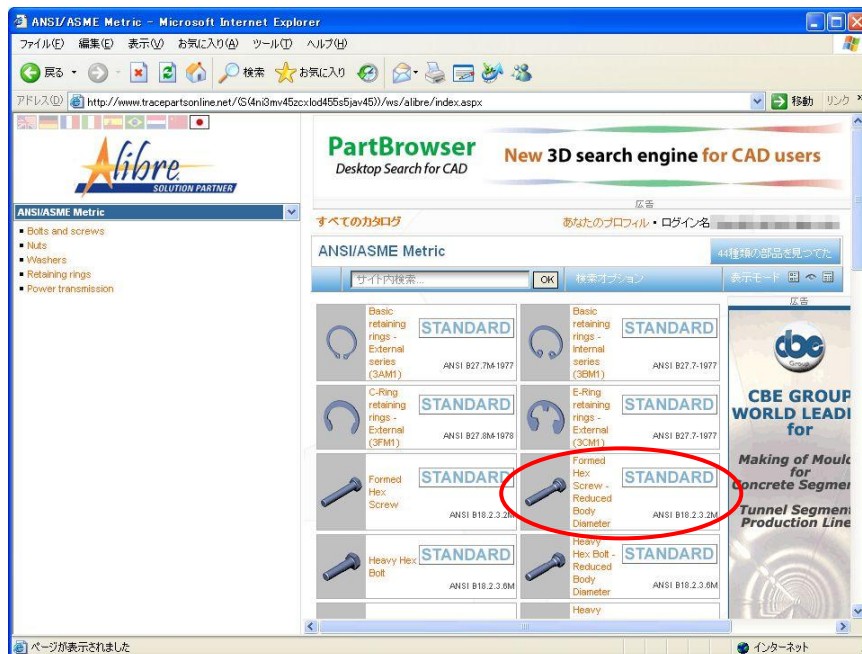 ANSI/ASME Metric - Microsoft Internet Explorer
ファイル(F) 編集(E) 表示(V) お気に入り(A) ツール(T) ヘルプ(H)
戻る 検索 お気に入り
アドレス(D) http://www.tracepartsonline.net/(S(4ni3mv45zcxlod455s5jav45))/ws/alibre/index.aspx 移動 リンク »
Alibre
SOLUTION PARTNER
ANSI/ASME Metric
Bolts and screws
Nuts
Washers
Retaining rings
Power transmission
PartBrowser
Desktop Search for CAD
New 3D search engine for CAD users
広告
すべてのカタログ
あなたのプロフィル • ログイン名
ANSI/ASME Metric
44種類の部品を見つてた
サイト内検索...
OK
検索オプション
表示モード
Basic retaining rings - External series (3AM1)
STANDARD
ANSI B27.7M-1977
Basic retaining rings - Internal series (3BM1)
STANDARD
ANSI B27.7-1977
C-Ring retaining rings - External (3FM1)
STANDARD
ANSI B27.8M-1978
E-Ring retaining rings - External (3CM1)
STANDARD
ANSI B27.7-1977
Formed Hex Screw
STANDARD
ANSI B18.2.3.2M
Formed Hex Screw - Reduced Body Diameter
STANDARD
ANSI B18.2.3.2M
Heavy Hex Bolt
STANDARD
ANSI B18.2.3.6M
Heavy Hex Bolt - Reduced Body Diameter
STANDARD
ANSI B18.2.3.6M
Heavy
広告
cbe
Group
CBE GROUP
WORLD LEADE
for
Making of Mould
for
Concrete Segmen
Tunnel Segment
Production Line
ページが表示されました
インターネット